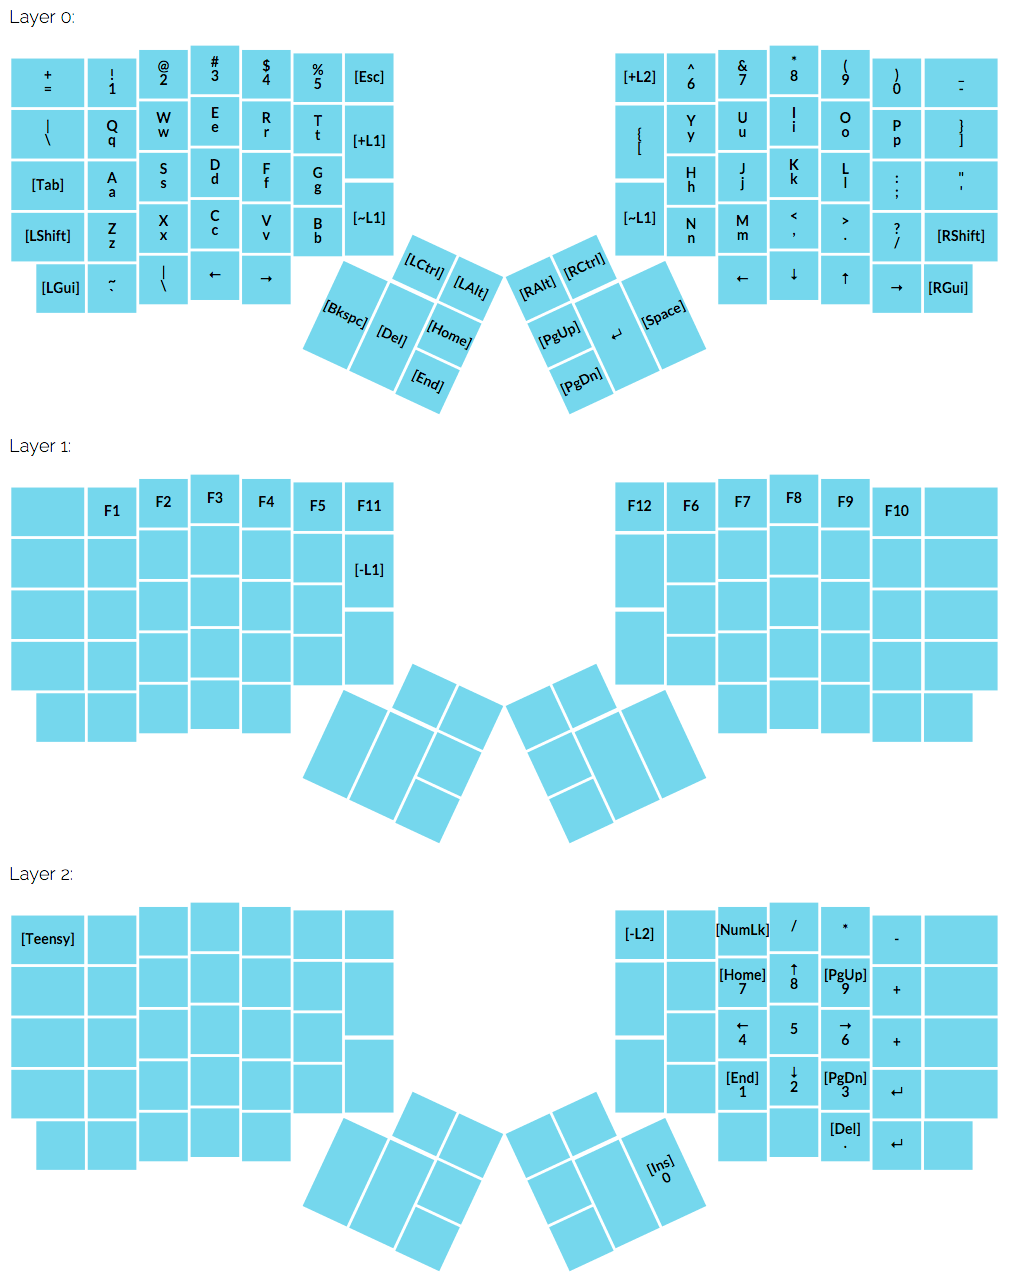 Layer 0:
+ ! @ # $ % [Esc] [+L2] ^ & * ( ) _
= 1 2 3 4 5 6 7 8 9 0 -
| Q W E R T [+L1] { Y U I O P }
\ q w e r t [ y u i o p ]
[Tab] A S D F G H J K L : "
a s d f g h j k l ; '
[LShift] Z X C V B [~L1] [~L1] N M < > ? [RShift]
z x c v b n m , . /
[LGui] ~ | ← → ← ↓ ↑ → [RGui]
` \
[LCtrl] [LAlt] [RAlt] [RCtrl]
[Bkspc] [Del] [Home] [PgUp] ↵ [Space]
[End] [PgDn]
Layer 1:
F1 F2 F3 F4 F5 F11 F12 F6 F7 F8 F9 F10
[-L1]
Layer 2:
[Teensy] [-L2] [NumLk] / * -
[Home] ↑ [PgUp] +
7 8 9
← 5 → +
4 6
[End] ↓ [PgDn] ↵
1 2 3
[Del] ↵
.
[Ins]
0